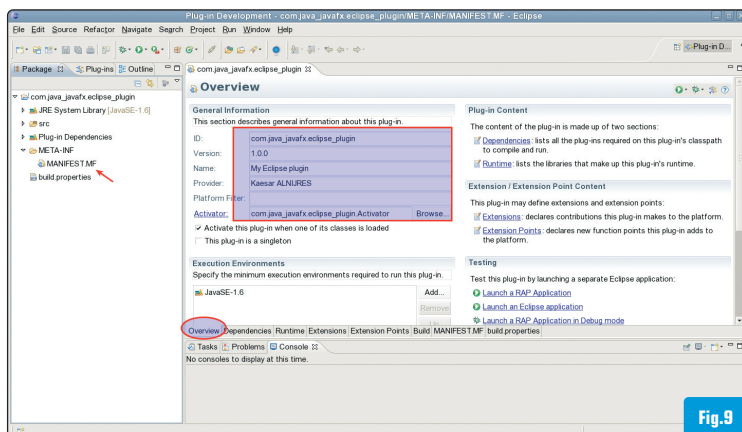 Plug-in Development - com.java_javafx.eclipse_plugin/META-INF/MANIFEST.MF - Eclipse
File Edit Source Refactor Navigate Search Project Run Window Help
Plug-in D...
Package
Plug-ins
Outline
com.java_javafx.eclipse_plugin
JRE System Library [JavaSE-1.6]
src
Plug-in Dependencies
META-INF
MANIFEST.MF
build.properties
com.java_javafx.eclipse_plugin
Overview
General Information
This section describes general information about this plug-in.
ID: com.java_javafx.eclipse_plugin
Version: 1.0.0
Name: My Eclipse plugin
Provider: Kaesar ALNIJRES
Platform Filter:
Activator: com.java_javafx.eclipse_plugin.Activator Browse...
Activate this plug-in when one of its classes is loaded
This plug-in is a singleton
Execution Environments
Specify the minimum execution environments required to run this plug-in.
JavaSE-1.6
Add...
Remove
Up
Plug-in Content
The content of the plug-in is made up of two sections:
Dependencies: lists all the plug-ins required on this plug-in's classpath
to compile and run.
Runtime: lists the libraries that make up this plug-in's runtime.
Extension / Extension Point Content
This plug-in may define extensions and extension points:
Extensions: declares contributions this plug-in makes to the platform.
Extension Points: declares new function points this plug-in adds to
the platform.
Testing
Test this plug-in by launching a separate Eclipse application:
Launch a RAP Application
Launch an Eclipse application
Launch a RAP Application in Debug mode
Overview Dependencies Runtime Extensions Extension Points Build MANIFEST.MF build.properties
Tasks Problems Console
No consoles to display at this time.
Fig.9